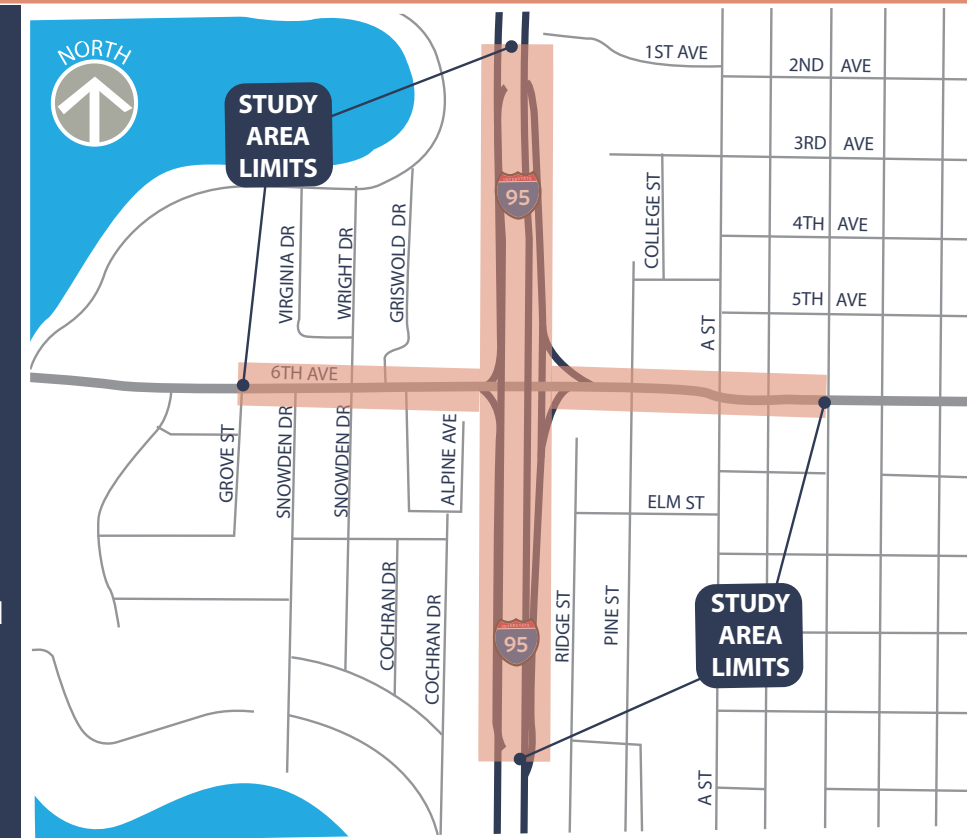 NORTH
STUDY
AREA
LIMITS
1ST AVE
2ND AVE
3RD AVE
4TH AVE
5TH AVE
INTERSTATE
95
COLLEGE ST
VIRGINIA DR
WRIGHT DR
GRISWOLD DR
A ST
6TH AVE
GROVE ST
SNOWDEN DR
SNOWDEN DR
ALPINE AVE
ELM ST
COCHRAN DR
COCHRAN DR
INTERSTATE
95
RIDGE ST
PINE ST
STUDY
AREA
LIMITS
A ST